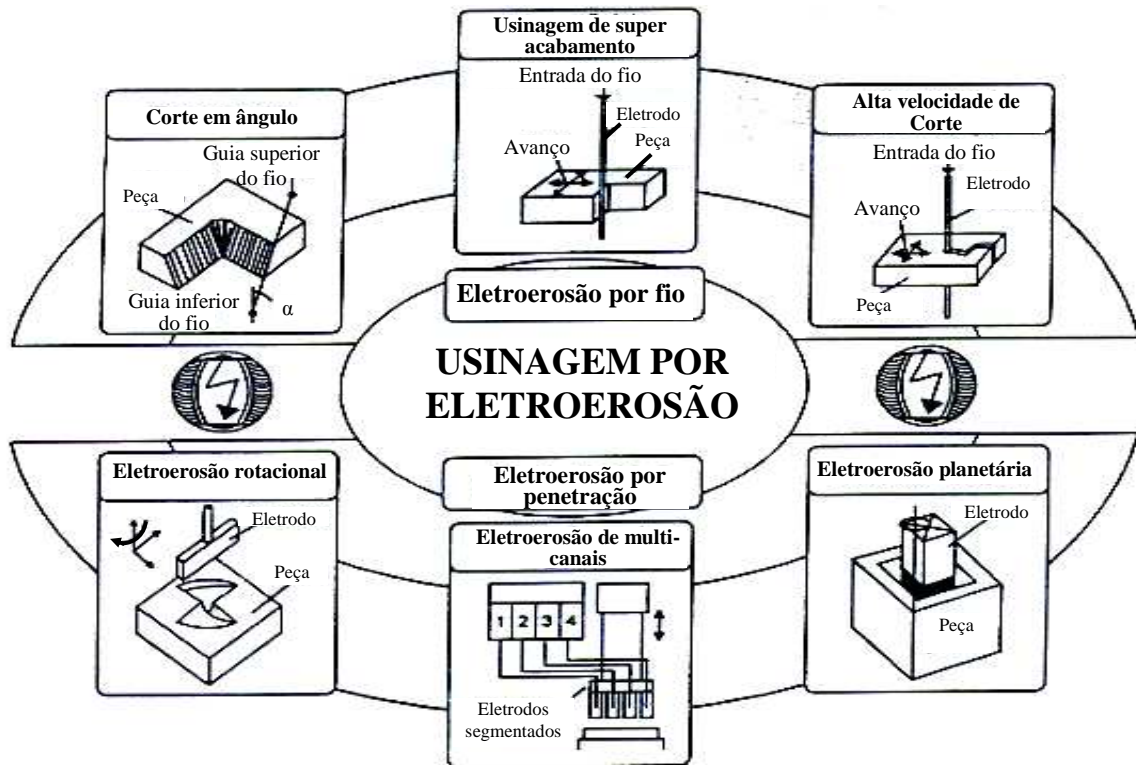 Usinagem de super
acabamento
Entrada do fio
Eletrodo
Peça
Avanço
Corte em ângulo
Guia superior
do fio
Peça
Guia inferior
do fio
α
Alta velocidade de
Corte
Entrada do fio
Eletrodo
Avanço
Peça
Eletroerosão por fio
USINAGEM POR
ELETROEROSÃO
Eletroerosão por
penetração
Eletroerosão rotacional
Eletrodo
Peça
Eletroerosão de multi-
canais
1 2 3 4
Eletrodos
segmentados
Eletroerosão planetária
Eletrodo
Peça